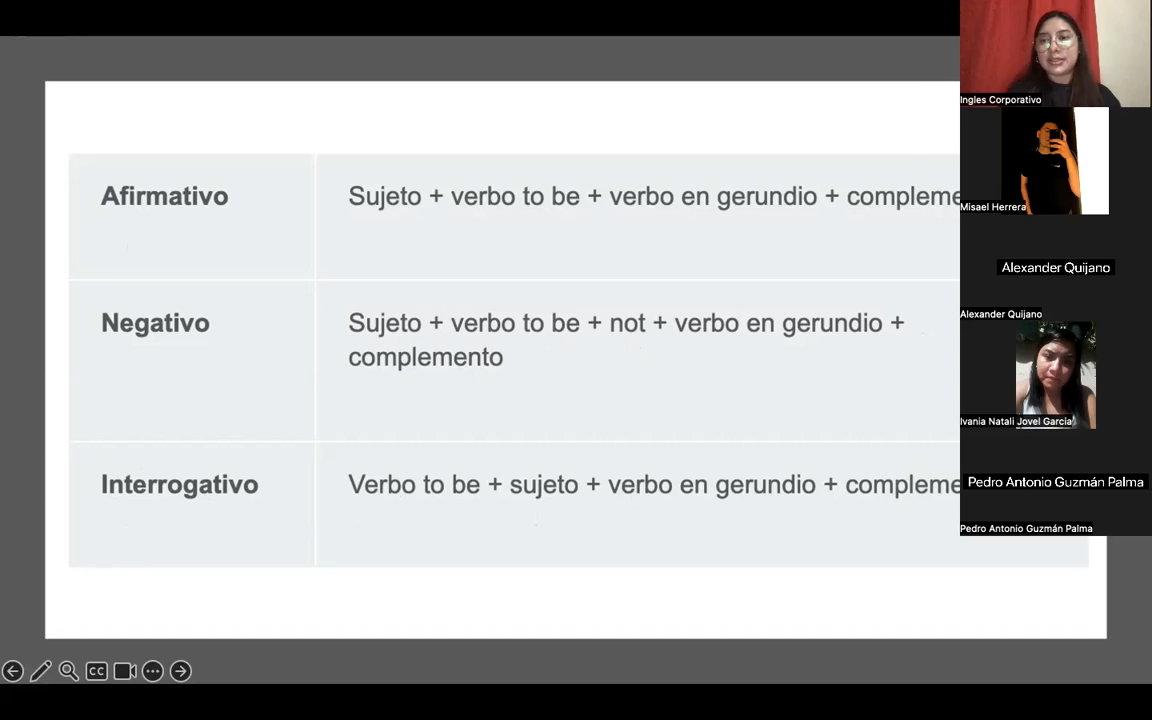 Afirmativo
Sujeto + verbo to be + verbo en gerundio + compleme
Negativo
Sujeto + verbo to be + not + verbo en gerundio +
complemento
Interrogativo
Verbo to be + sujeto + verbo en gerundio + compleme
Ingles Corporativo
Misael Herrera
Alexander Quijano
Alexander Quijano
Ivania Natali Jovel Garcia
Pedro Antonio Guzmán Palma
Pedro Antonio Guzmán Palma
CC